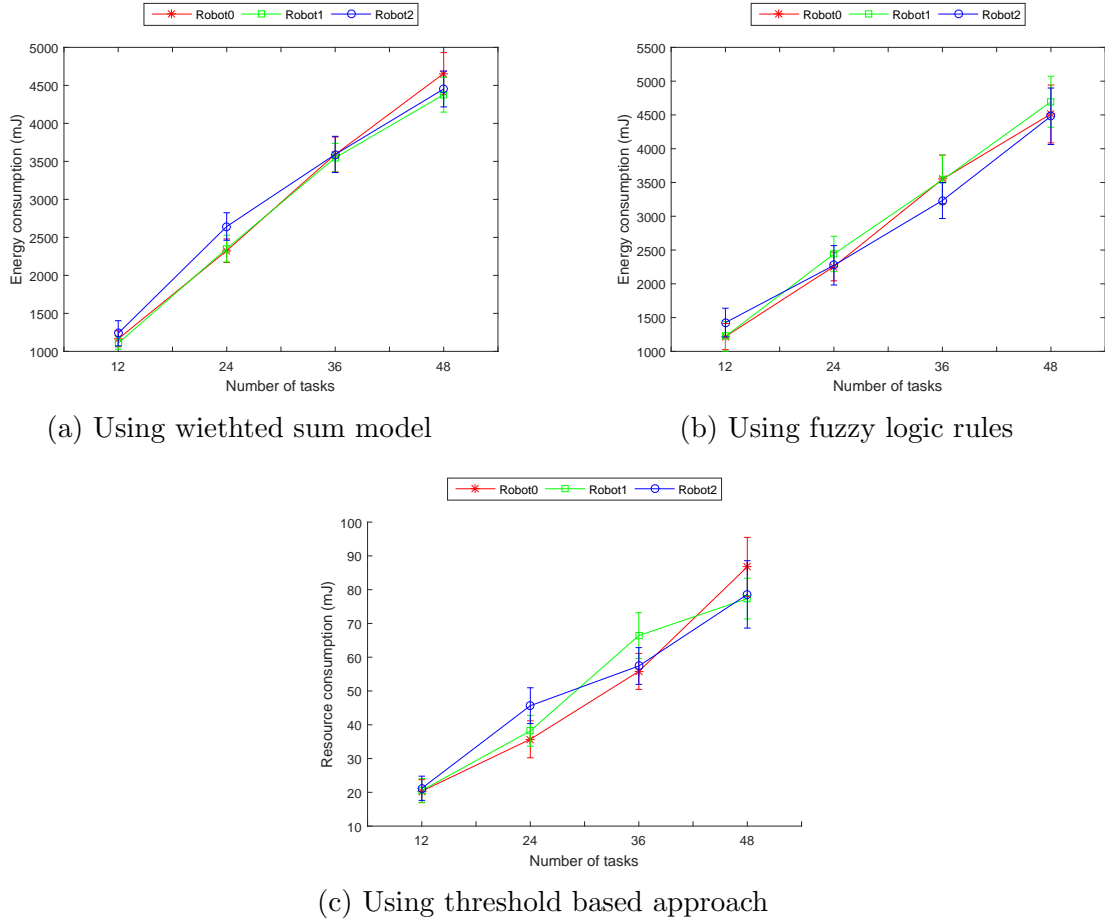 Robot0 Robot1 Robot2
5000
4500
4000
3500
3000
2500
2000
1500
1000
Energy consumption (mJ)
12 24 36 48
Number of tasks
(a) Using wiethted sum model
Robot0 Robot1 Robot2
5500
5000
4500
4000
3500
3000
2500
2000
1500
1000
Energy consumption (mJ)
12 24 36 48
Number of tasks
(b) Using fuzzy logic rules
Robot0 Robot1 Robot2
100
90
80
70
60
50
40
30
20
10
Resource consumption (mJ)
12 24 36 48
Number of tasks
(c) Using threshold based approach